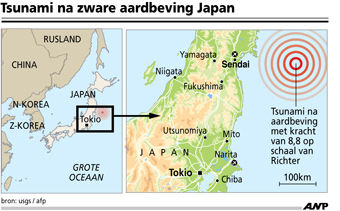 Tsunami na zware aardbeving Japan
RUSLAND
CHINA
JAPAN
N-KOREA
Z-KOREA
Tokio
GROTE
OCEAAN
Yamagata
Sendai
Niigata
Fukushima
Utsunomiya
Mito
JAPAN
Narita
Tokio
Chiba
Tsunami na
aardbeving
met kracht
van 8,8 op
schaal van
Richter
100km
bron: usgs / afp
ANP